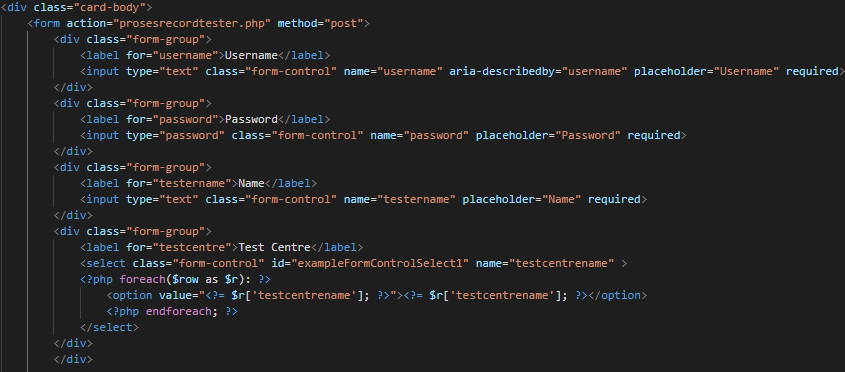 <div class="card-body">
<form action="prosesrecordtester.php" method="post">
<div class="form-group">
<label for="username">Username</label>
<input type="text" class="form-control" name="username" aria-describedby="username" placeholder="Username" required>
</div>
<div class="form-group">
<label for="password">Password</label>
<input type="password" class="form-control" name="password" placeholder="Password" required>
</div>
<div class="form-group">
<label for="testername">Name</label>
<input type="text" class="form-control" name="testername" placeholder="Name" required>
</div>
<div class="form-group">
<label for="testcentre">Test Centre</label>
<select class="form-control" id="exampleFormControlSelect1" name="testcentrename" >
<?php foreach($row as $r): ?>
<option value="<?= $r['testcentrename']; ?>"><?= $r['testcentrename']; ?></option>
<?php endforeach; ?>
</select>
</div>
</div>